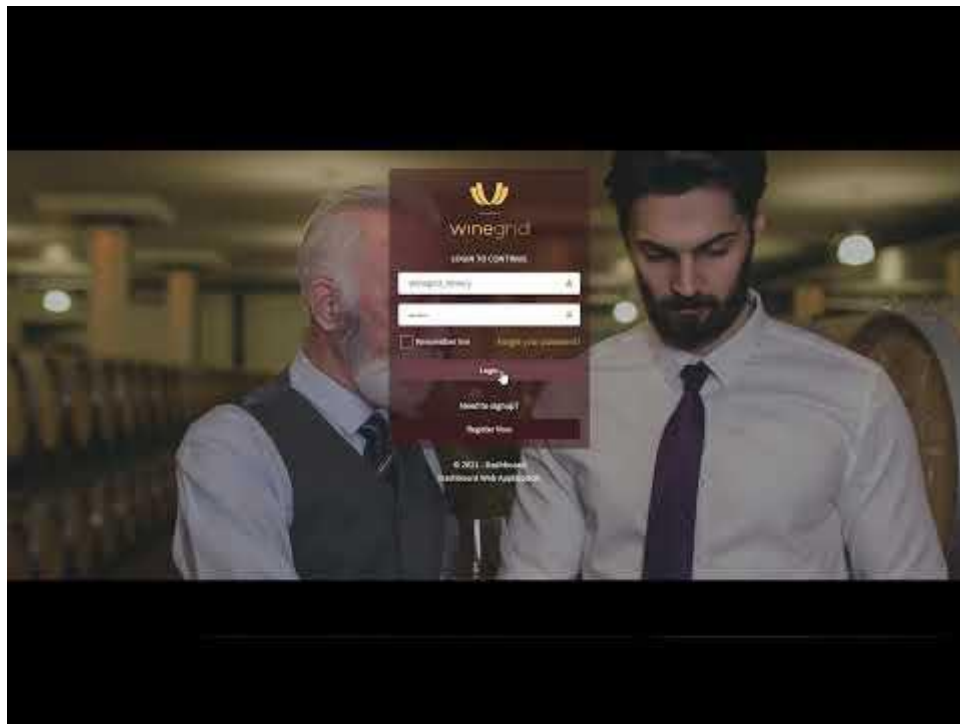 winegrid
LOGIN TO CONTINUE
Remember me
Forgot your password?
Login
Need to signup?
Register Now
© 2021 - Dashboard
Dashboard Web Application